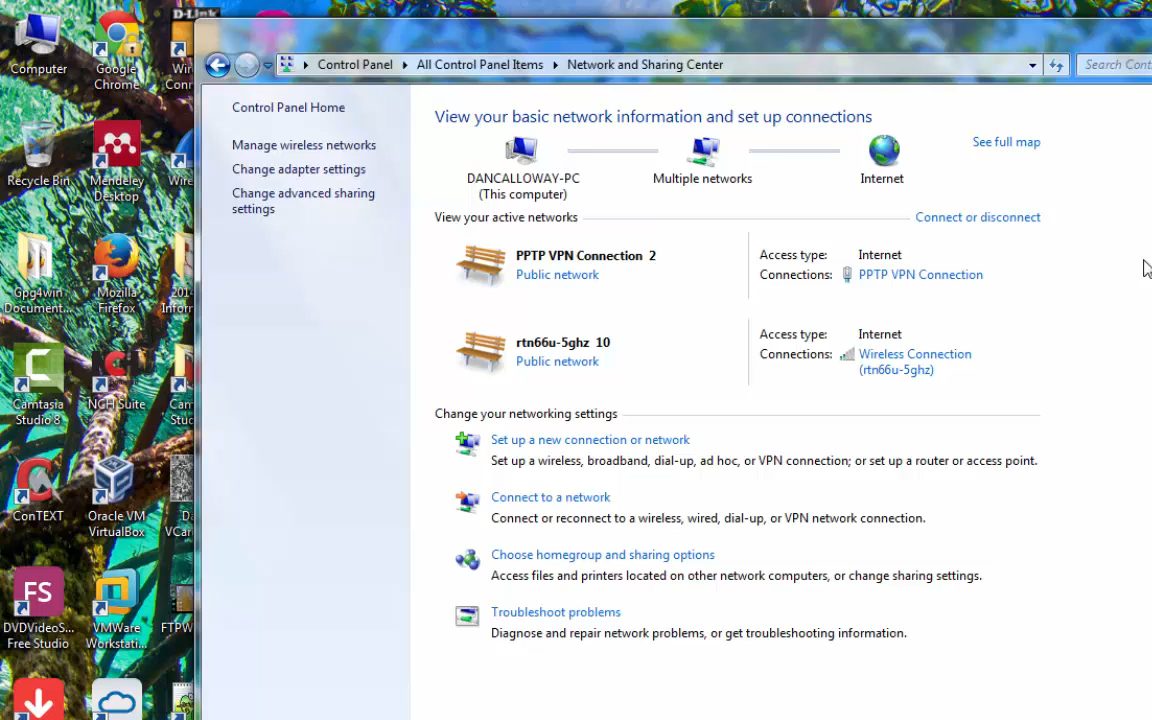 D-Link
Computer
Google
Chrome
Recycle Bin
Mendeley
Desktop
Gpg4win
Document...
Mozilla
Firefox
Camtasia
Studio 8
NCH Suite
ConTEXT
Oracle VM
VirtualBox
FS
DVDVideoS...
Free Studio
VMWare
Workstati...
FTPW
Control Panel
All Control Panel Items
Network and Sharing Center
Search Cont
Control Panel Home
Manage wireless networks
Change adapter settings
Change advanced sharing
settings
View your basic network information and set up connections
See full map
DANCALLOWAY-PC
(This computer)
Multiple networks
Internet
View your active networks
Connect or disconnect
PPTP VPN Connection 2
Public network
Access type: Internet
Connections: PPTP VPN Connection
rtn66u-5ghz 10
Public network
Access type: Internet
Connections: Wireless Connection
(rtn66u-5ghz)
Change your networking settings
Set up a new connection or network
Set up a wireless, broadband, dial-up, ad hoc, or VPN connection; or set up a router or access point.
Connect to a network
Connect or reconnect to a wireless, wired, dial-up, or VPN network connection.
Choose homegroup and sharing options
Access files and printers located on other network computers, or change sharing settings.
Troubleshoot problems
Diagnose and repair network problems, or get troubleshooting information.